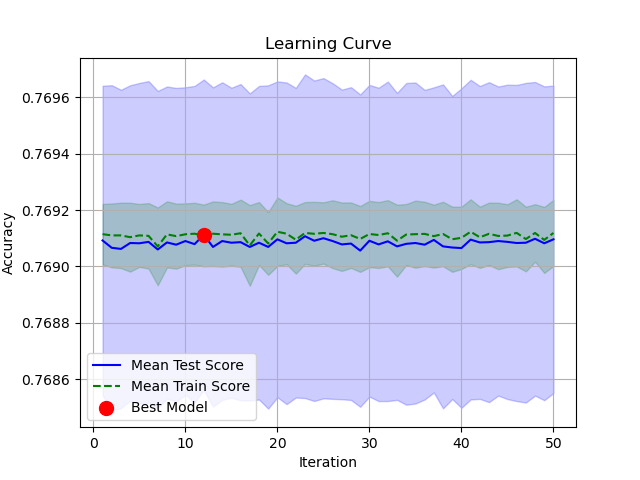 Learning Curve
Accuracy
0.7696
0.7694
0.7692
0.7690
0.7688
0.7686
Mean Test Score
Mean Train Score
Best Model
0 10 20 30 40 50
Iteration